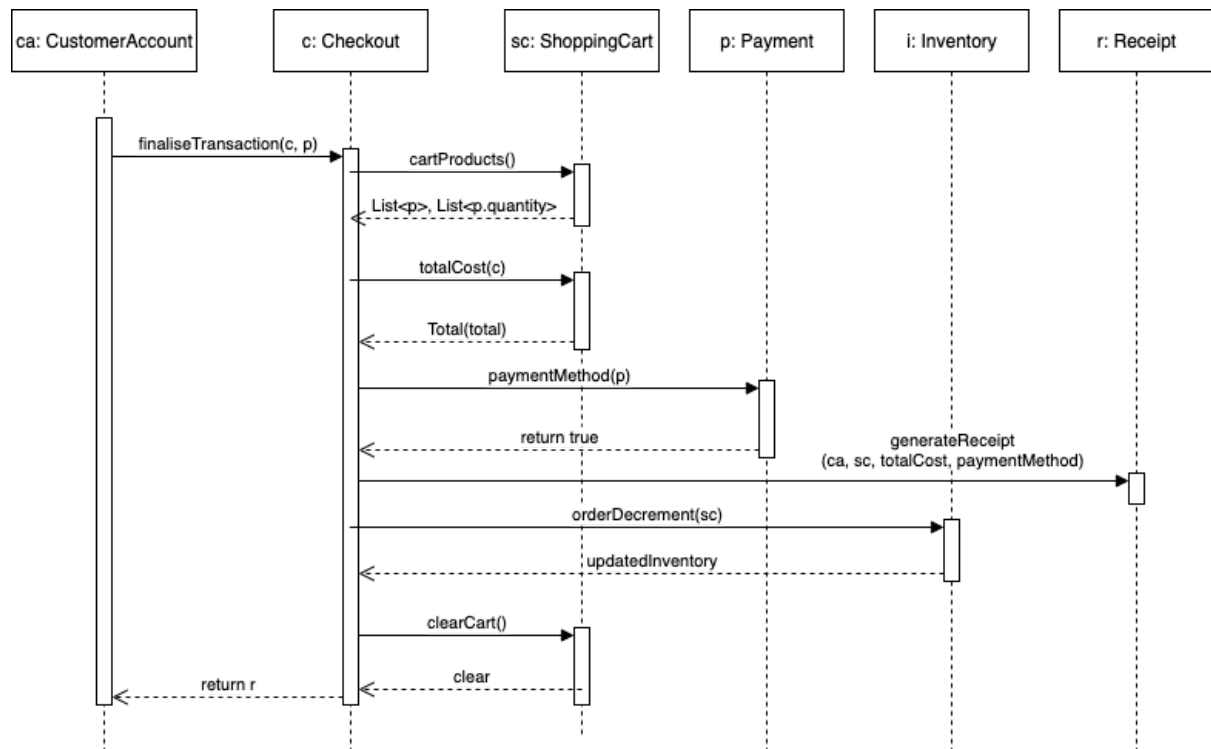 ca: CustomerAccount
c: Checkout
sc: ShoppingCart
p: Payment
i: Inventory
r: Receipt
finaliseTransaction(c, p)
cartProducts()
List<p>, List<p.quantity>
totalCost(c)
Total(total)
paymentMethod(p)
return true
generateReceipt
(ca, sc, totalCost, paymentMethod)
orderDecrement(sc)
updatedInventory
clearCart()
clear
return r